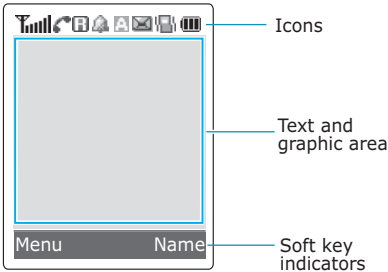 Icons
Text and
graphic area
Menu Name
Soft key
indicators